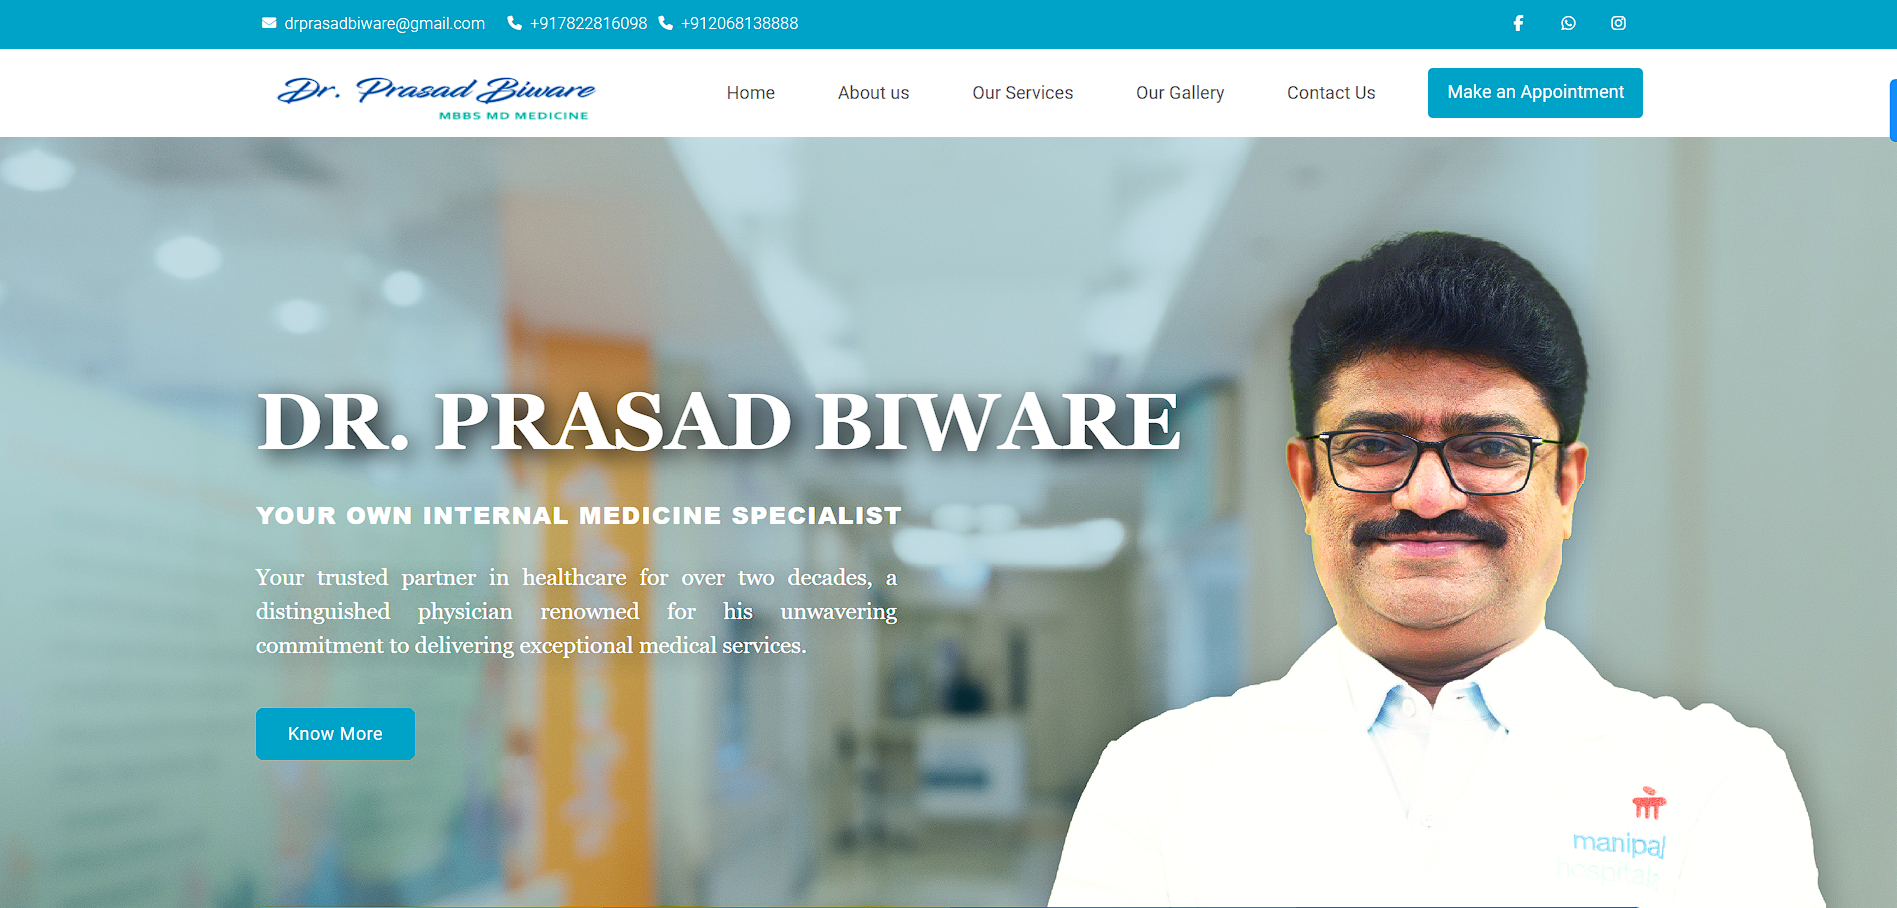 drprasadbiware@gmail.com +917822816098 +912068138888
Dr. Prasad Biware
MBBS MD MEDICINE
Home About us Our Services Our Gallery Contact Us Make an Appointment
DR. PRASAD BIWARE
YOUR OWN INTERNAL MEDICINE SPECIALIST
Your trusted partner in healthcare for over two decades, a
distinguished physician renowned for his unwavering
commitment to delivering exceptional medical services.
Know More
manipal
hospitals